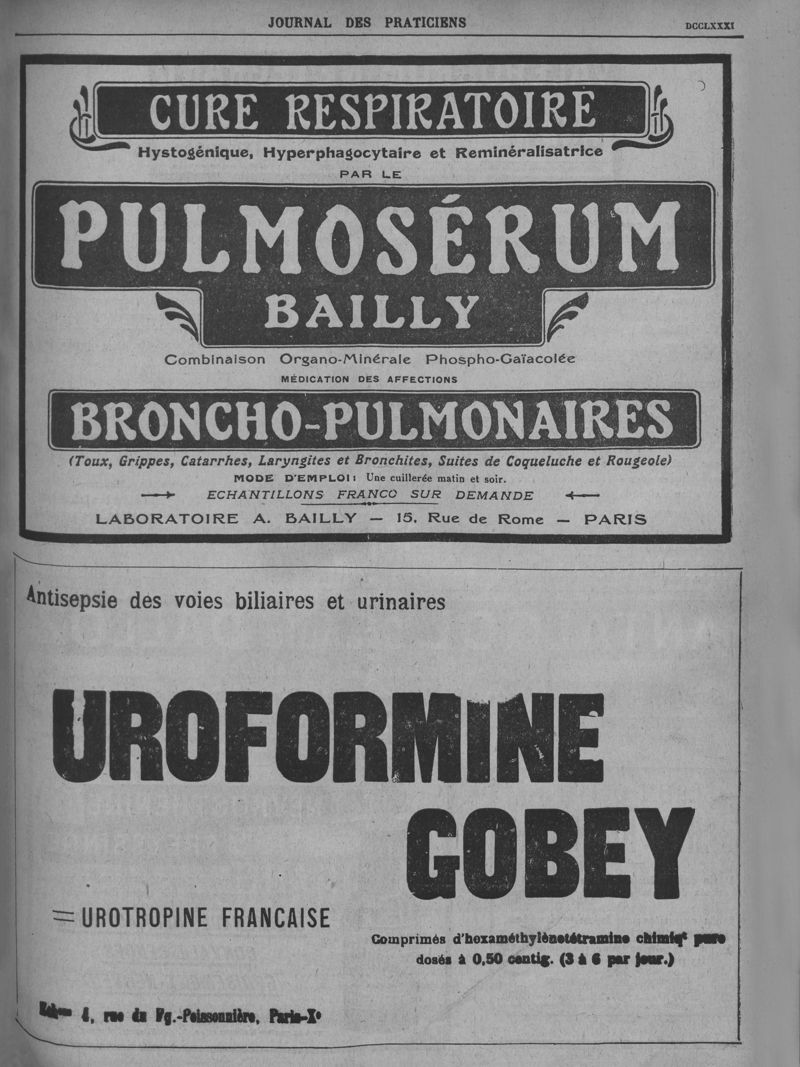 JOURNAL DES PRATICIENS
DCCLXXXI
CURE RESPIRATOIRE
Hystogénique, Hyperphagocytaire et Reminéralisatrice
PAR LE
PULMOSÉRUM
BAILLY
Combinaison Organo-Minérale Phospho-Gaïacolée
MÉDICATION DES AFFECTIONS
BRONCHO-PULMONAIRES
(Toux, Grippes, Catarrhes, Laryngites et Bronchites, Suites de Coqueluche et Rougeole)
MODE D'EMPLOI: Une cuillerée matin et soir.
ECHANTILLONS FRANCO SUR DEMANDE
LABORATOIRE A. BAILLY — 15, Rue de Rome — PARIS
Antisepsie des voies biliaires et urinaires
UROFORMINE
GOBEY
= UROTROPINE FRANCAISE
Comprimés d'hexaméthylènetétramine chimiqt pure
dosés à 0,50 centig. (3 à 6 par jour.)
4, rue du Fg.-Poissonnière, Paris-Xe